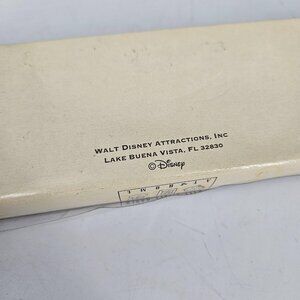 WALT DISNEY ATTRACTIONS, INC
LAKE BUENA VISTA, FL 32830
© Disney